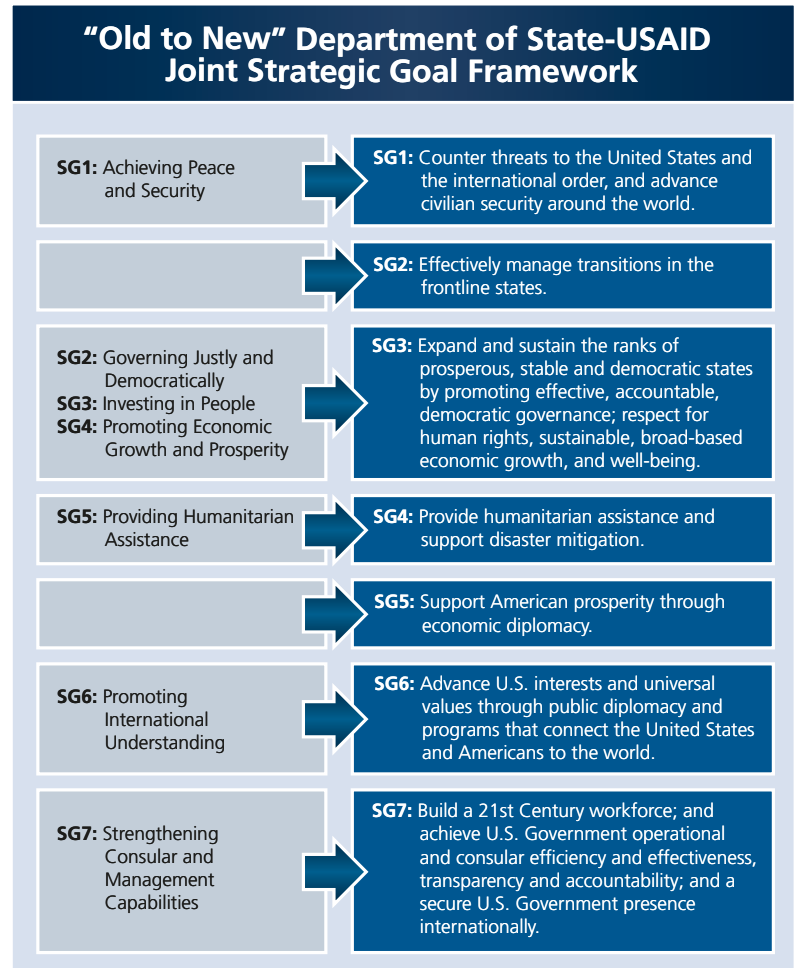 “Old to New” Department of State-USAID
Joint Strategic Goal Framework
SG1: Achieving Peace
and Security
SG1: Counter threats to the United States and
the international order, and advance
civilian security around the world.
SG2: Effectively manage transitions in the
frontline states.
SG2: Governing Justly and
Democratically
SG3: Investing in People
SG4: Promoting Economic
Growth and Prosperity
SG3: Expand and sustain the ranks of
prosperous, stable and democratic states
by promoting effective, accountable,
democratic governance; respect for
human rights, sustainable, broad-based
economic growth, and well-being.
SG5: Providing Humanitarian
Assistance
SG4: Provide humanitarian assistance and
support disaster mitigation.
SG5: Support American prosperity through
economic diplomacy.
SG6: Promoting
International
Understanding
SG6: Advance U.S. interests and universal
values through public diplomacy and
programs that connect the United States
and Americans to the world.
SG7: Strengthening
Consular and
Management
Capabilities
SG7: Build a 21st Century workforce; and
achieve U.S. Government operational
and consular efficiency and effectiveness,
transparency and accountability; and a
secure U.S. Government presence
internationally.